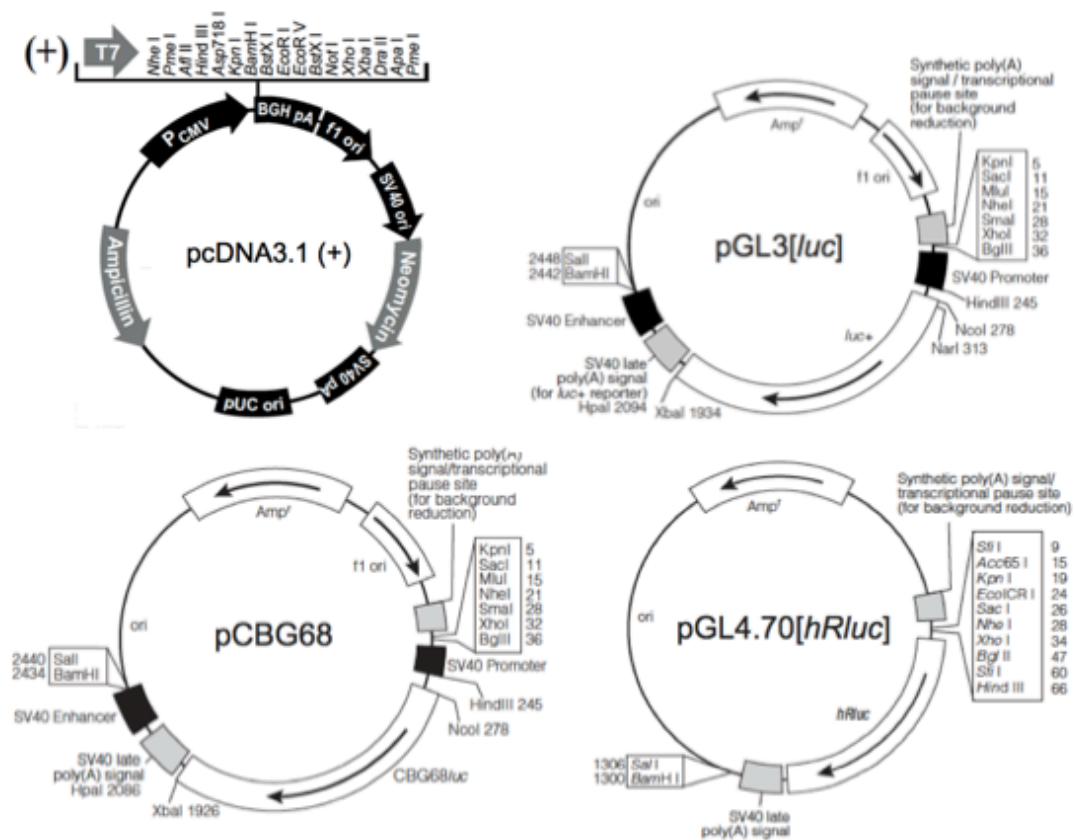 (+)
T7
Nhe I
Pme I
Afl II
Hind III
Asp718 I
Kpn I
BamH I
BstX I
EcoR I
EcoR V
BstX I
Not I
Xho I
Xba I
Dra II
Apa I
Pme I
PCMV
BGH pA
f1 ori
SV40 ori
Neomycin
SV40 pA
pUC ori
Ampicillin
pcDNA3.1 (+)
Synthetic poly(A)
signal / transcriptional
pause site
(for background
reduction)
Ampr
f1 ori
KpnI 5
SacI 11
MluI 15
NheI 21
SmaI 28
XhoI 32
BglII 36
ori
pGL3[luc]
2448 SalI
2442 BamHI
SV40 Promoter
HindIII 245
NcoI 278
NarI 313
SV40 Enhancer
luc+
SV40 late
poly(A) signal
(for luc+ reporter)
HpaI 2094
XbaI 1934
Synthetic poly(A)
signal/transcriptional
pause site
(for background
reduction)
Ampr
f1 ori
KpnI 5
SacI 11
MluI 15
NheI 21
SmaI 28
XhoI 32
BglII 36
ori
pCBG68
2440 SalI
2434 BamHI
SV40 Promoter
HindIII 245
NcoI 278
SV40 Enhancer
SV40 late
poly(A) signal
HpaI 2086
CBG68luc
XbaI 1926
Synthetic poly(A) signal/
transcriptional pause site
(for background reduction)
Ampr
Sfi I 9
Acc65 I 15
Kpn I 19
EcoICR I 24
Sac I 26
Nhe I 28
Xho I 34
Bgl II 47
Sfi I 60
Hind III 66
ori
pGL4.70[hRluc]
hRluc
1306 Sal I
1300 BamH I
SV40 late
poly(A) signal